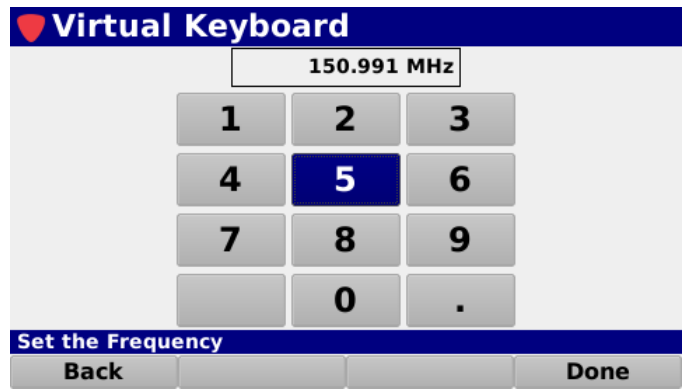 Virtual Keyboard
150.991 MHz
1 2 3
4 5 6
7 8 9
0 .
Set the Frequency
Back Done